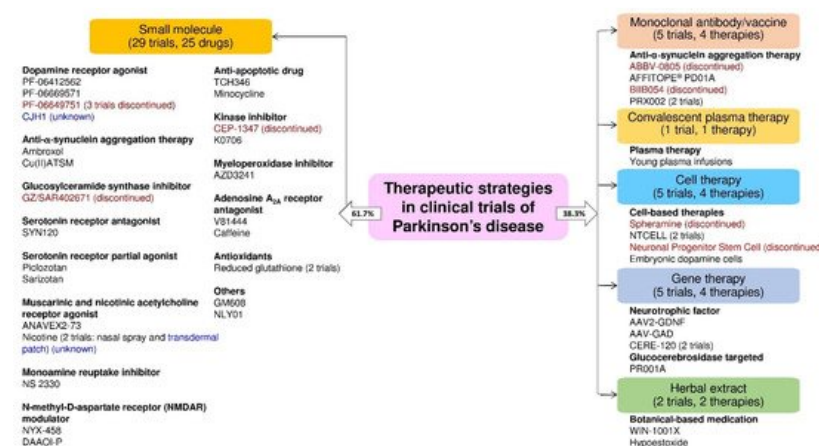 Small molecule
(29 trials, 25 drugs)
Dopamine receptor agonist
PF-06412562
PF-06669571
PF-06649751 (3 trials discontinued)
CJH1 (unknown)
Anti-α-synuclein aggregation therapy
Ambroxol
Cu(II)ATSM
Glucosylceramide synthase inhibitor
GZ/SAR402671 (discontinued)
Serotonin receptor antagonist
SYN120
Serotonin receptor partial agonist
Piclozotan
Sarizotan
Muscarinic and nicotinic acetylcholine
receptor agonist
ANAVEX2-73
Nicotine (2 trials: nasal spray and transdermal
patch) (unknown)
Monoamine reuptake inhibitor
NS 2330
N-methyl-D-aspartate receptor (NMDAR)
modulator
NYX-458
DAAOI-P
Anti-apoptotic drug
TCH346
Minocycline
Kinase inhibitor
CEP-1347 (discontinued)
K0706
Myeloperoxidase inhibitor
AZD3241
Adenosine A2A receptor
antagonist
V81444
Caffeine
Antioxidants
Reduced glutathione (2 trials)
Others
GM608
NLY01
61.7%
Therapeutic strategies
in clinical trials of
Parkinson's disease
38.3%
Monoclonal antibody/vaccine
(5 trials, 4 therapies)
Anti-α-synuclein aggregation therapy
ABBV-0805 (discontinued)
AFFITOPE® PD01A
BIIB054 (discontinued)
PRX002 (2 trials)
Convalescent plasma therapy
(1 trial, 1 therapy)
Plasma therapy
Young plasma infusions
Cell therapy
(5 trials, 4 therapies)
Cell-based therapies
Spheramine (discontinued)
NTCELL (2 trials)
Neuronal Progenitor Stem Cell (discontinued
Embryonic dopamine cells
Gene therapy
(5 trials, 4 therapies)
Neurotrophic factor
AAV2-GDNF
AAV-GAD
CERE-120 (2 trials)
Glucocerebrosidase targeted
PR001A
Herbal extract
(2 trials, 2 therapies)
Botanical-based medication
WIN-1001X
Hypoestoxide